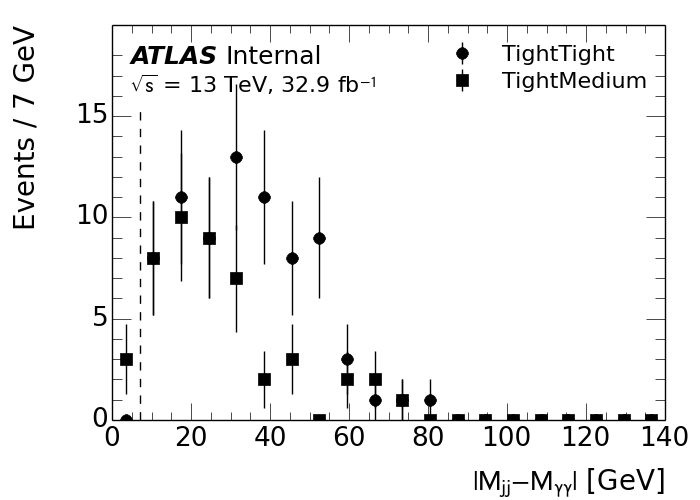 Events / 7 GeV
ATLAS Internal
√s = 13 TeV, 32.9 fb⁻¹
TightTight
TightMedium
15
10
5
0
0 20 40 60 80 100 120 140
|Mjj−Mγγ| [GeV]